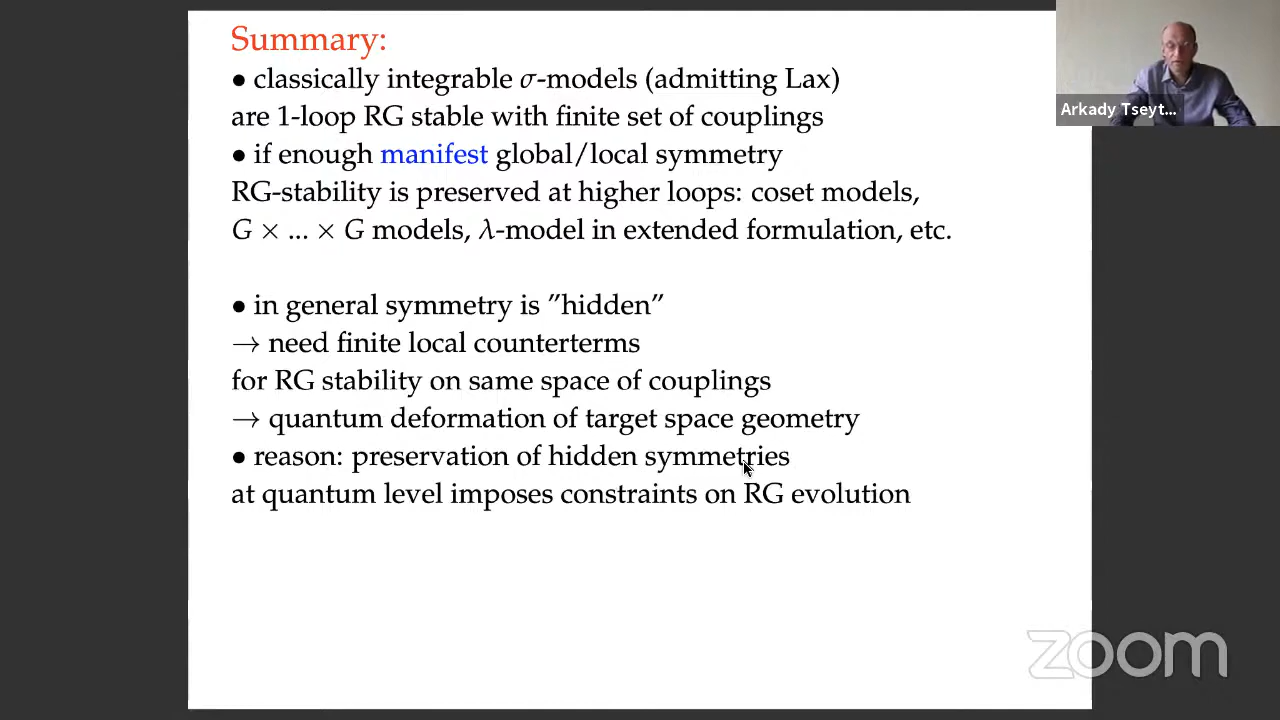 Summary:
• classically integrable σ-models (admitting Lax)
are 1-loop RG stable with finite set of couplings
• if enough manifest global/local symmetry
RG-stability is preserved at higher loops: coset models,
G × ... × G models, λ-model in extended formulation, etc.
• in general symmetry is ”hidden”
→ need finite local counterterms
for RG stability on same space of couplings
→ quantum deformation of target space geometry
• reason: preservation of hidden symmetries
at quantum level imposes constraints on RG evolution
Arkady Tseyt...
zoom